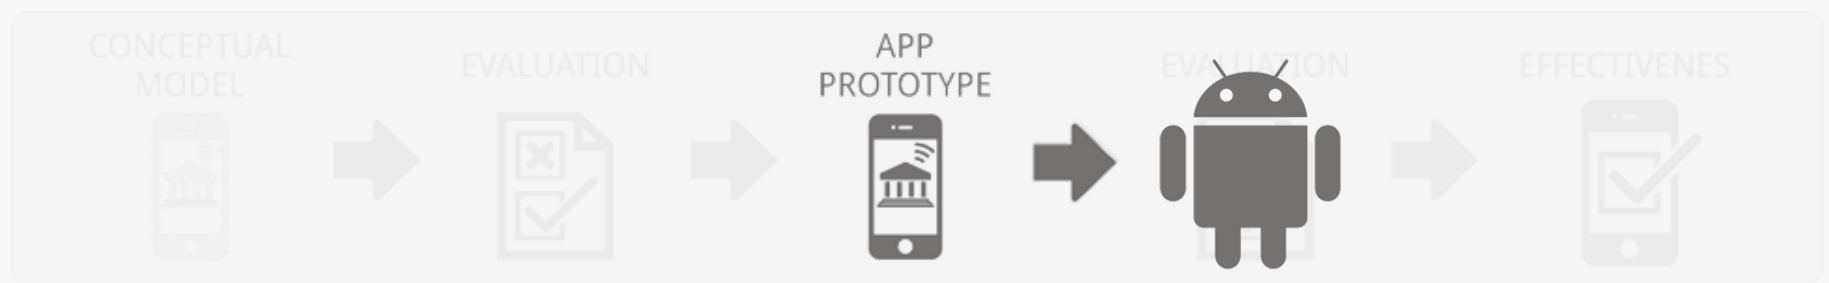 CONCEPTUAL
MODEL
EVALUATION
APP
PROTOTYPE
EVALUATION
EFFECTIVENES